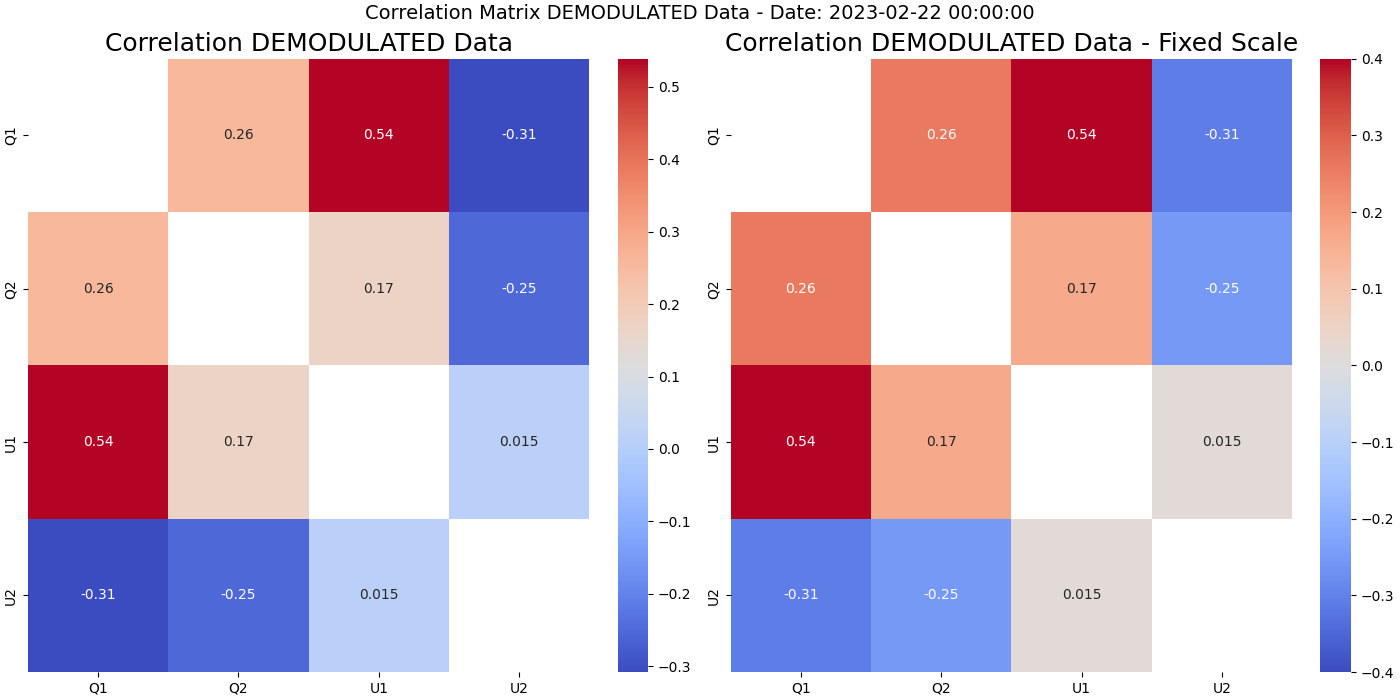 Correlation Matrix DEMODULATED Data - Date: 2023-02-22 00:00:00
Correlation DEMODULATED Data
Q1
0.26
0.54
-0.31
Q2
0.26
0.17
-0.25
U1
0.54
0.17
0.015
U2
-0.31
-0.25
0.015
Q1
Q2
U1
U2
0.5
0.4
0.3
0.2
0.1
0.0
−0.1
−0.2
−0.3
Correlation DEMODULATED Data - Fixed Scale
Q1
0.26
0.54
-0.31
Q2
0.26
0.17
-0.25
U1
0.54
0.17
0.015
U2
-0.31
-0.25
0.015
Q1
Q2
U1
U2
0.4
0.3
0.2
0.1
0.0
−0.1
−0.2
−0.3
−0.4